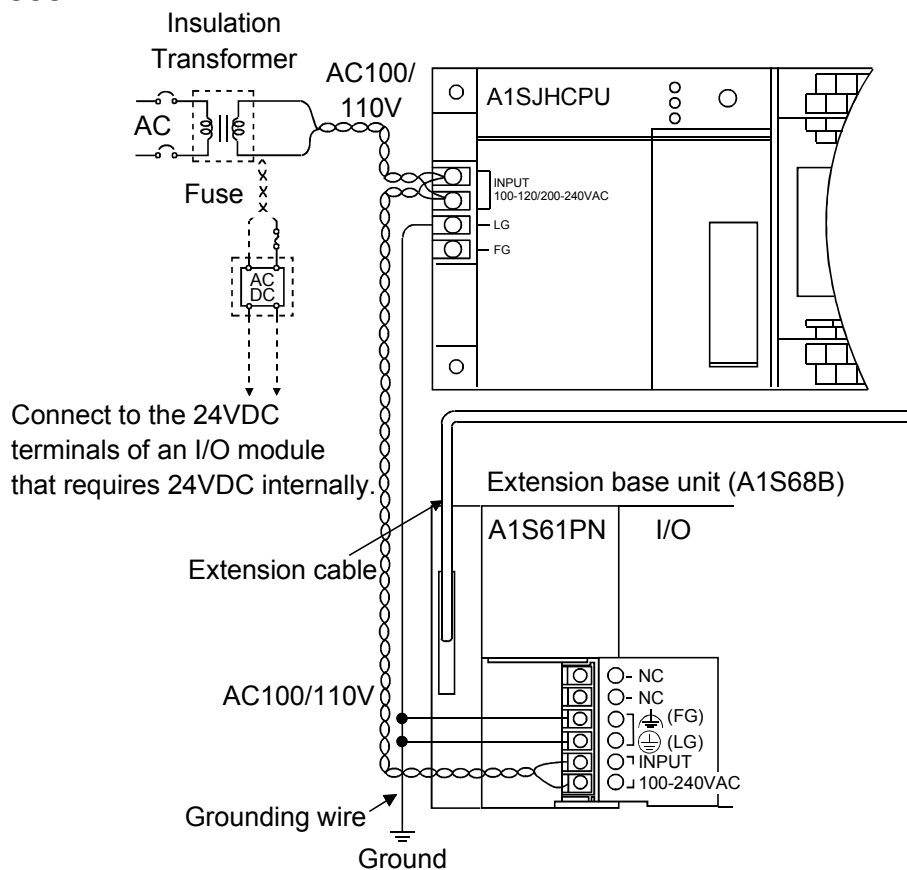 Insulation
Transformer
AC100/
110V
AC
Fuse
AC
DC
A1SJHCPU
INPUT
100-120/200-240VAC
LG
FG
Connect to the 24VDC
terminals of an I/O module
that requires 24VDC internally.
Extension base unit (A1S68B)
A1S61PN
I/O
Extension cable
AC100/110V
NC
NC
(FG)
(LG)
INPUT
100-240VAC
Grounding wire
Ground